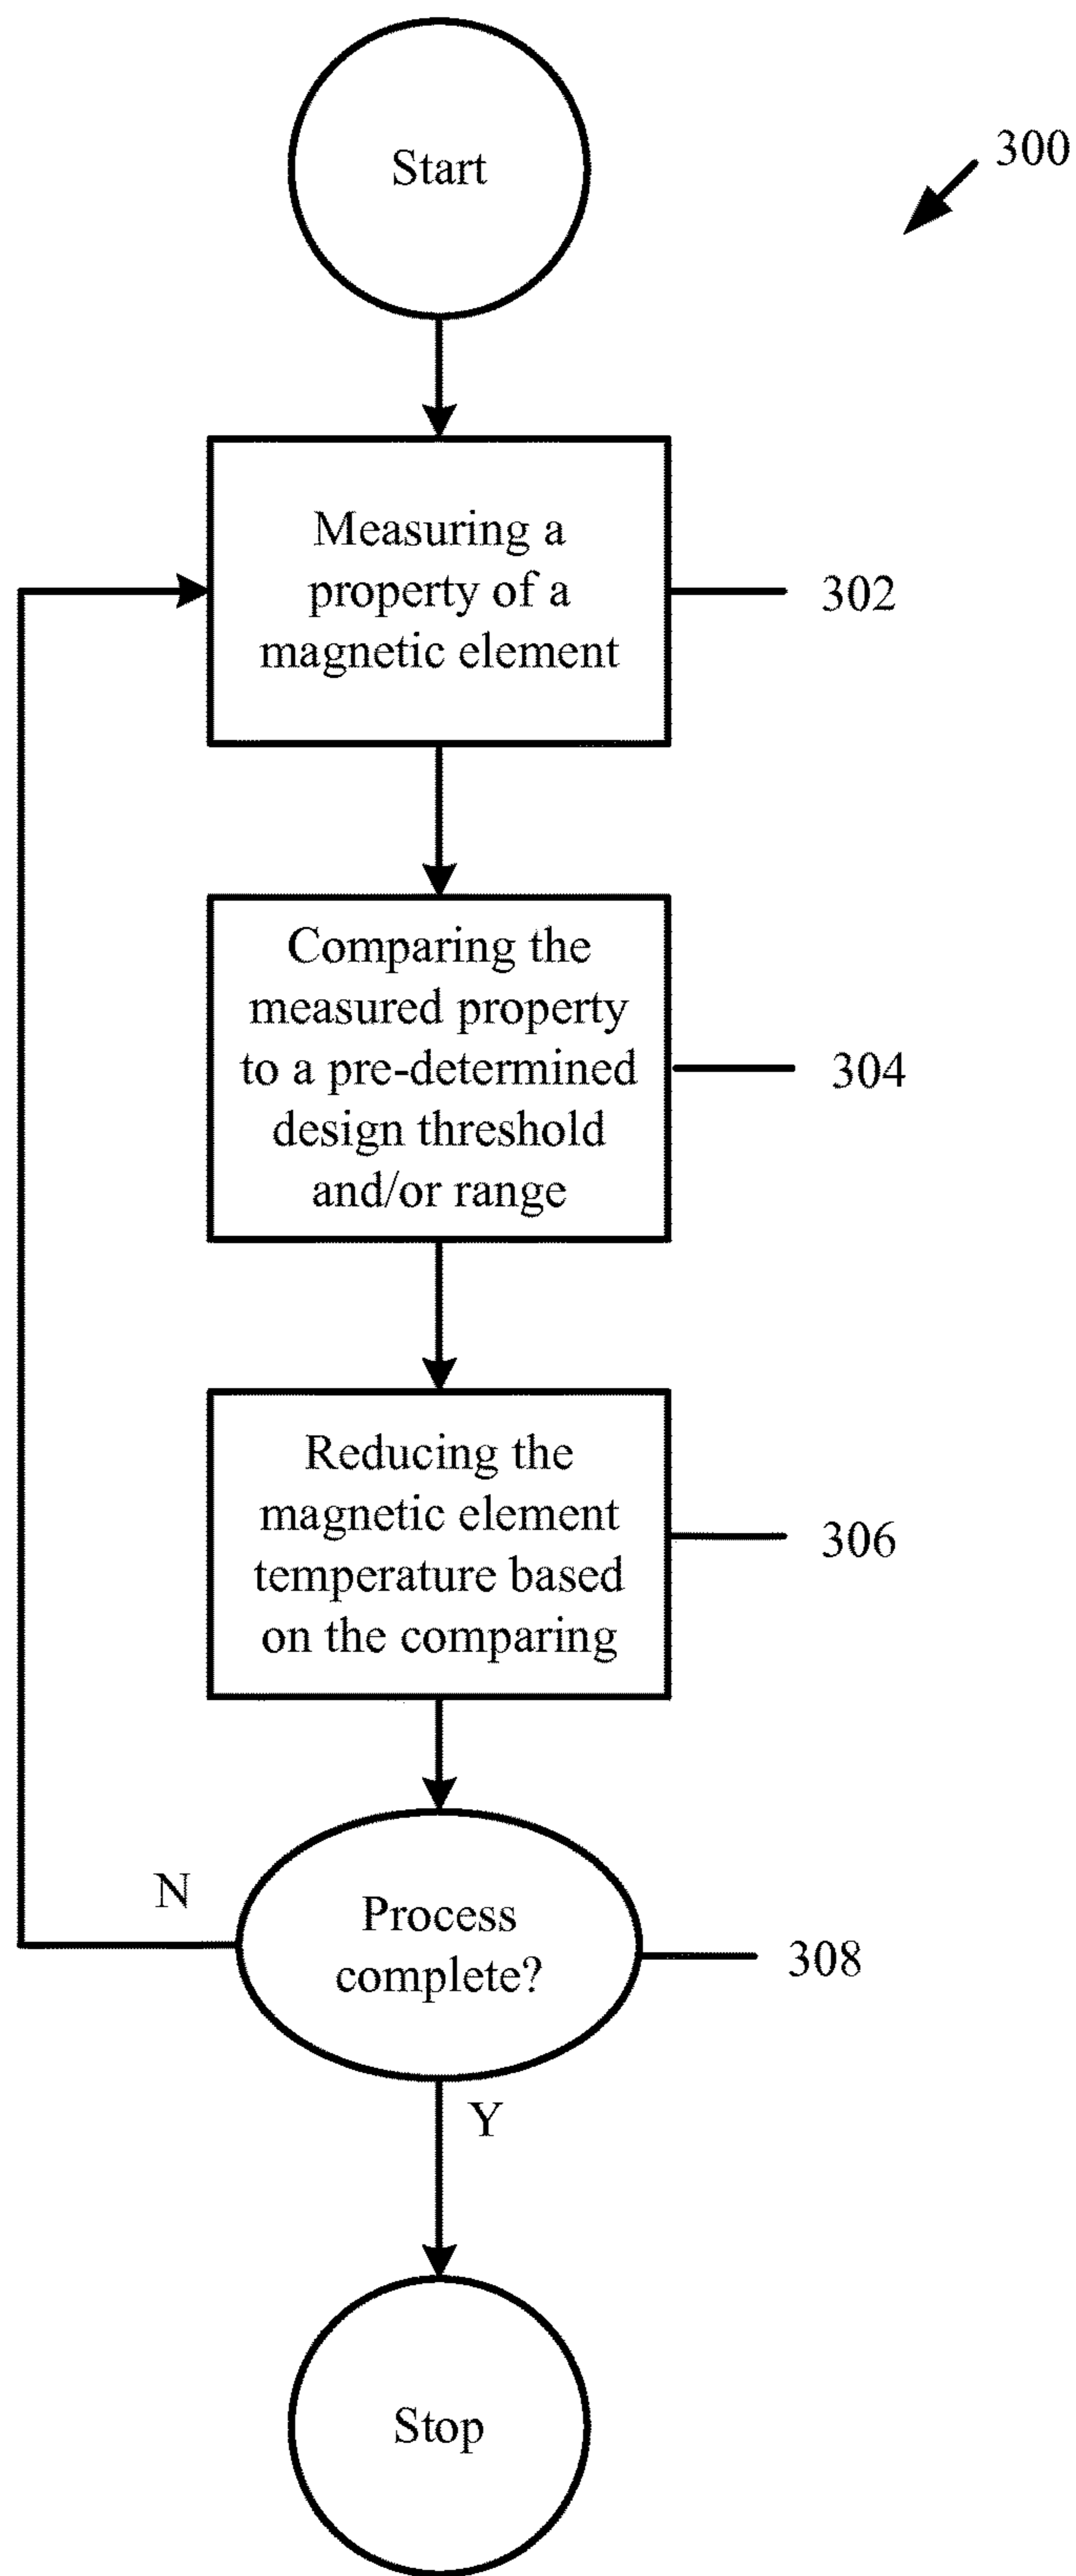 Start
300
Measuring a
property of a
magnetic element
302
Comparing the
measured property
to a pre-determined
design threshold
and/or range
304
Reducing the
magnetic element
temperature based
on the comparing
306
N
Process
complete?
308
Y
Stop